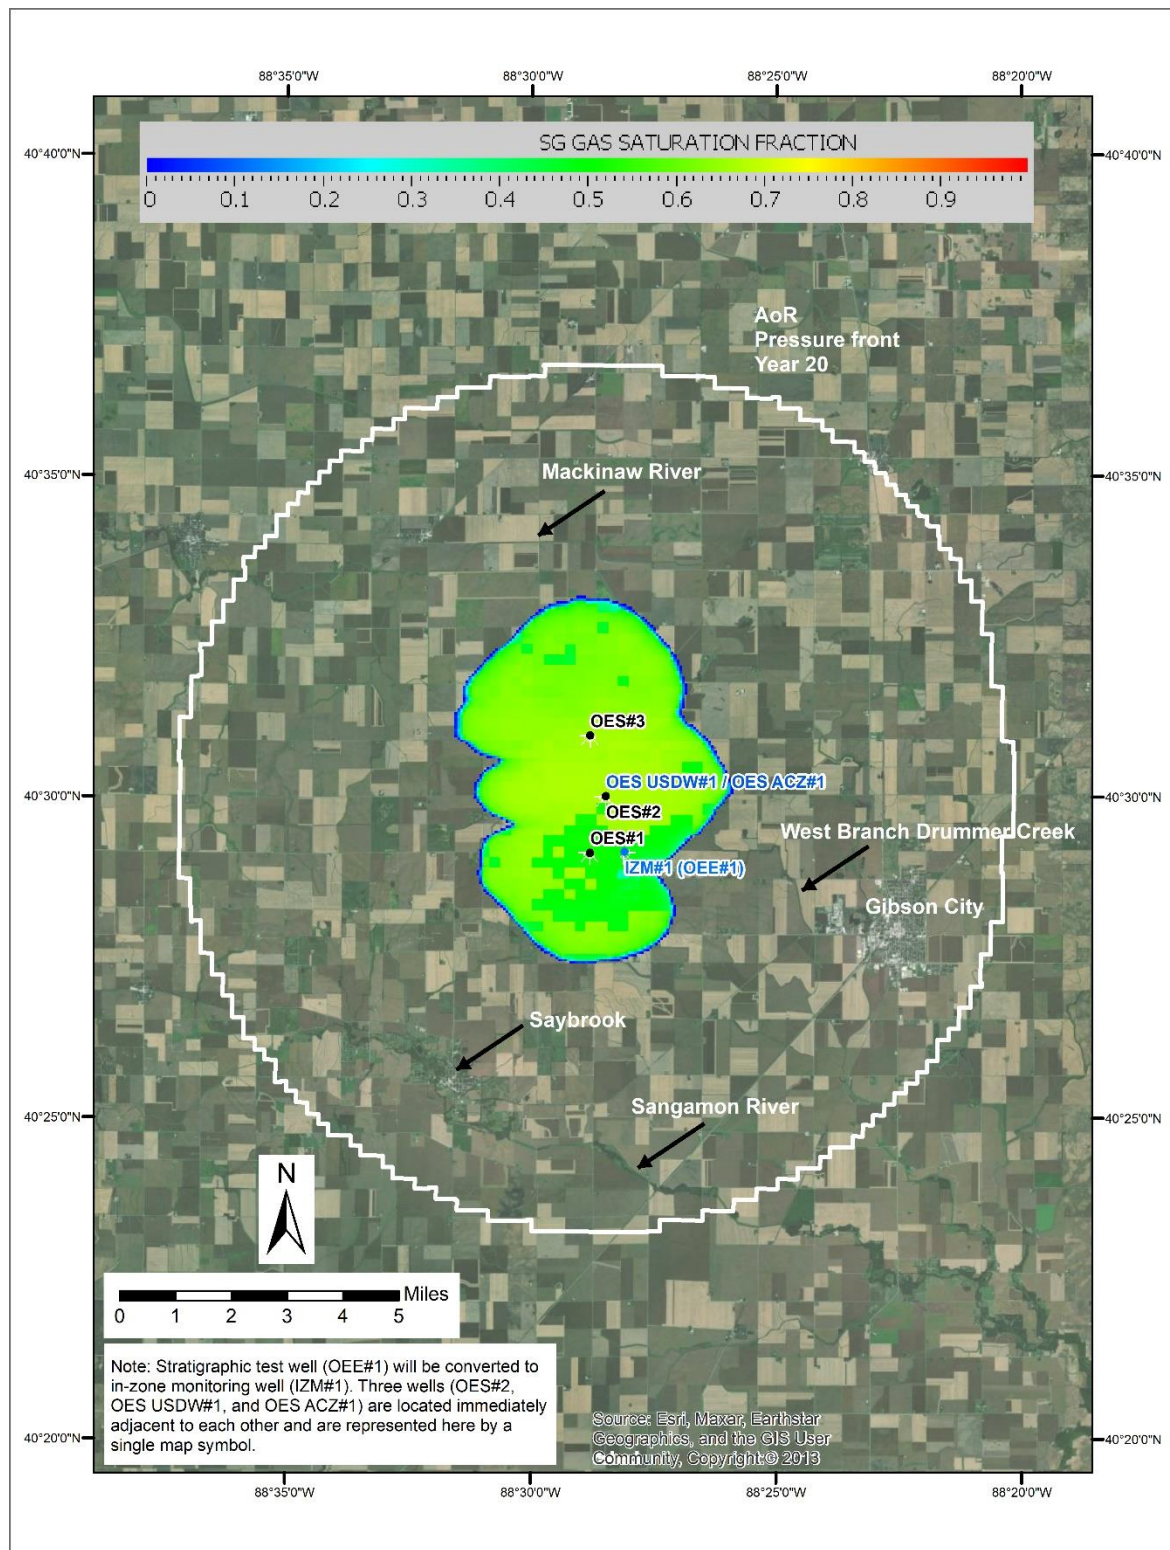 88°35'0"W 88°30'0"W 88°25'0"W 88°20'0"W
SG GAS SATURATION FRACTION
0 0.1 0.2 0.3 0.4 0.5 0.6 0.7 0.8 0.9
40°40'0"N 40°40'0"N
AoR
Pressure front
Year 20
40°35'0"N 40°35'0"N
Mackinaw River
OES#3
OES USDW#1 / OES ACZ#1
40°30'0"N 40°30'0"N
OES#2
West Branch Drummer Creek
OES#1
IZM#1 (OEE#1)
Gibson City
Saybrook
Sangamon River
40°25'0"N 40°25'0"N
N
Miles
0 1 2 3 4 5
Note: Stratigraphic test well (OEE#1) will be converted to
in-zone monitoring well (IZM#1). Three wells (OES#2,
OES USDW#1, and OES ACZ#1) are located immediately
adjacent to each other and are represented here by a
single map symbol.
Source: Esri, Maxar, Earthstar
Geographics, and the GIS User
Community, Copyright:© 2013
40°20'0"N 40°20'0"N
88°35'0"W 88°30'0"W 88°25'0"W 88°20'0"W